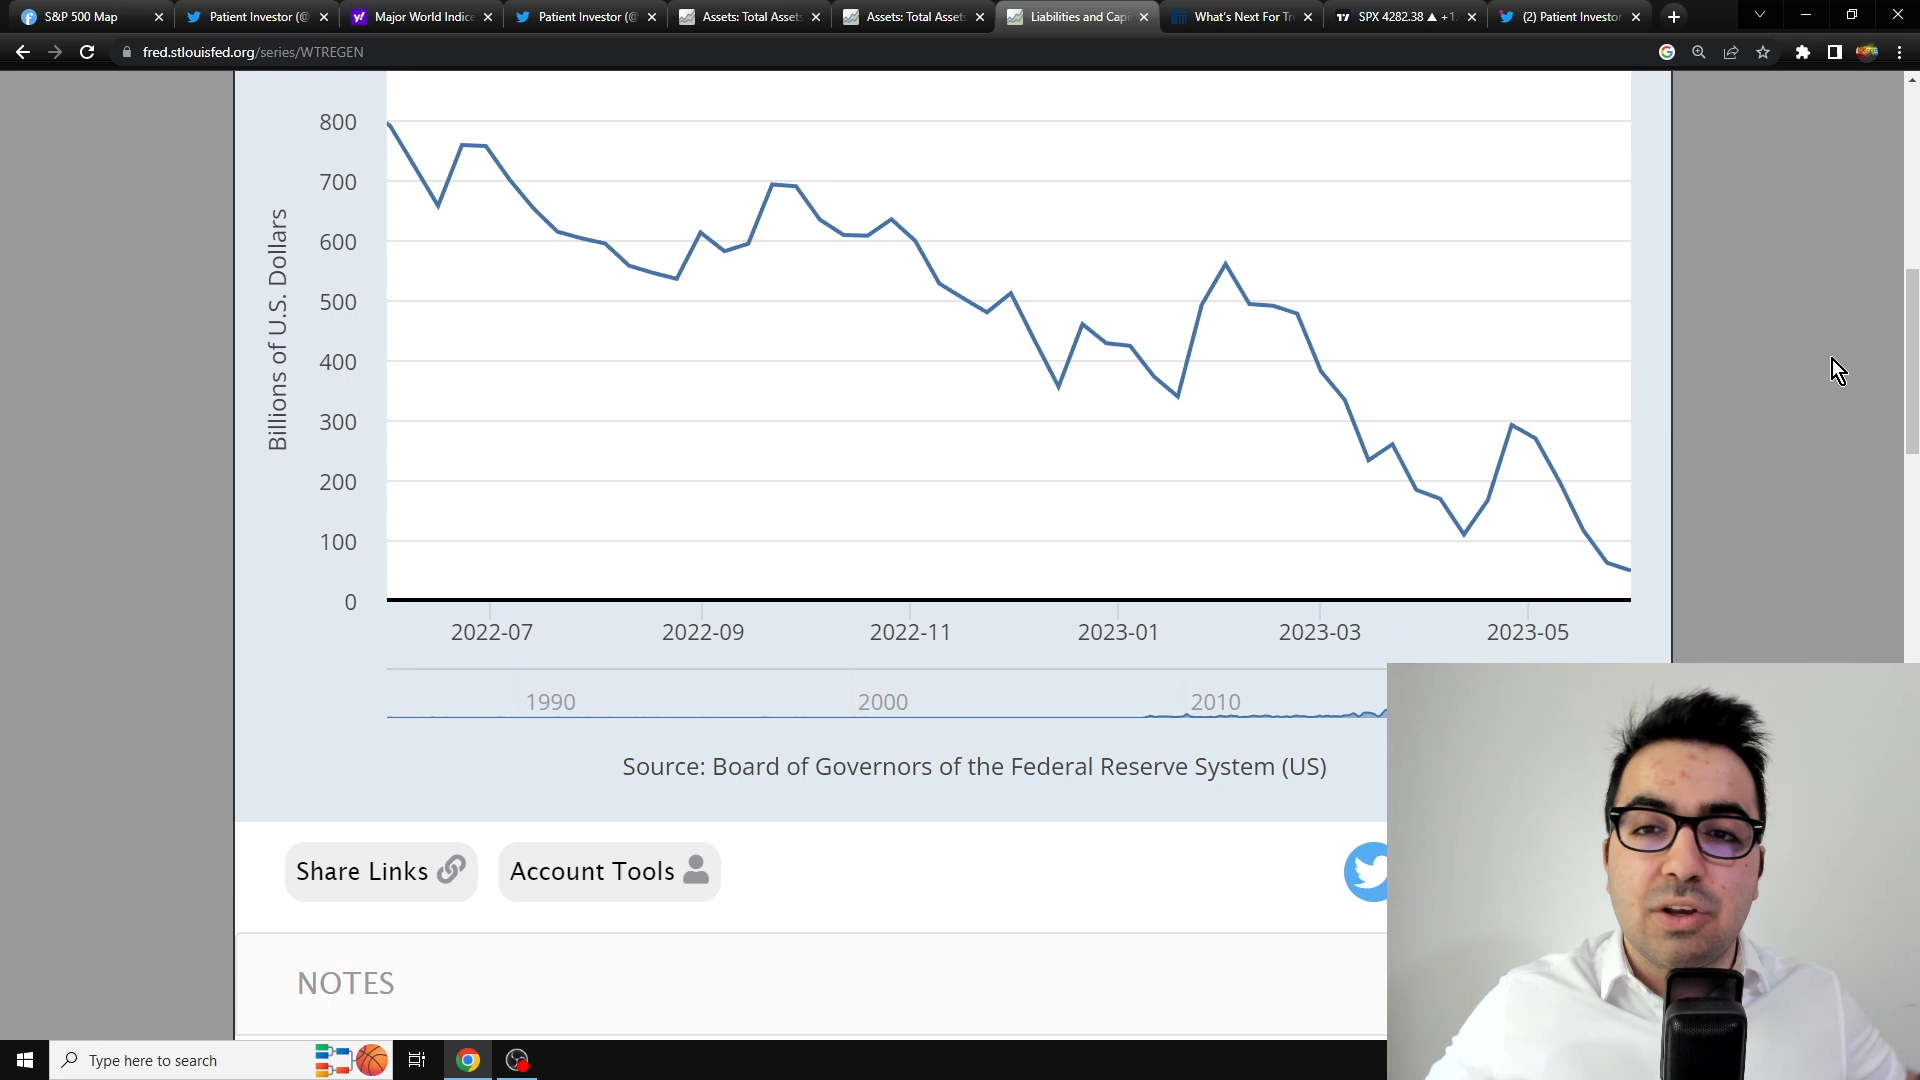 S&P 500 Map
Patient Investor (@
Major World Indice
Patient Investor (@
Assets: Total Assets
Assets: Total Assets
Liabilities and Capi
What's Next For Tr
SPX 4282.38 ▲ +1.
(2) Patient Investor
fred.stlouisfed.org/series/WTREGEN
Billions of U.S. Dollars
800
700
600
500
400
300
200
100
0
2022-07 2022-09 2022-11 2023-01 2023-03 2023-05
1990 2000 2010
Source: Board of Governors of the Federal Reserve System (US)
Share Links Account Tools
NOTES
Type here to search